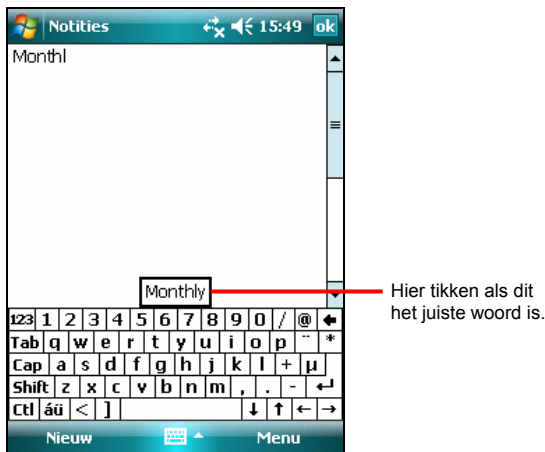 Notities 15:49 ok
Monthl
Monthly
Hier tikken als dit
het juiste woord is.
123 1 2 3 4 5 6 7 8 9 0 / @
Tab q w e r t y u i o p ¨ *
Cap a s d f g h j k l + µ
Shift z x c v b n m , . -
Ctl áü < ] ↓ ↑ ← →
Nieuw Menu